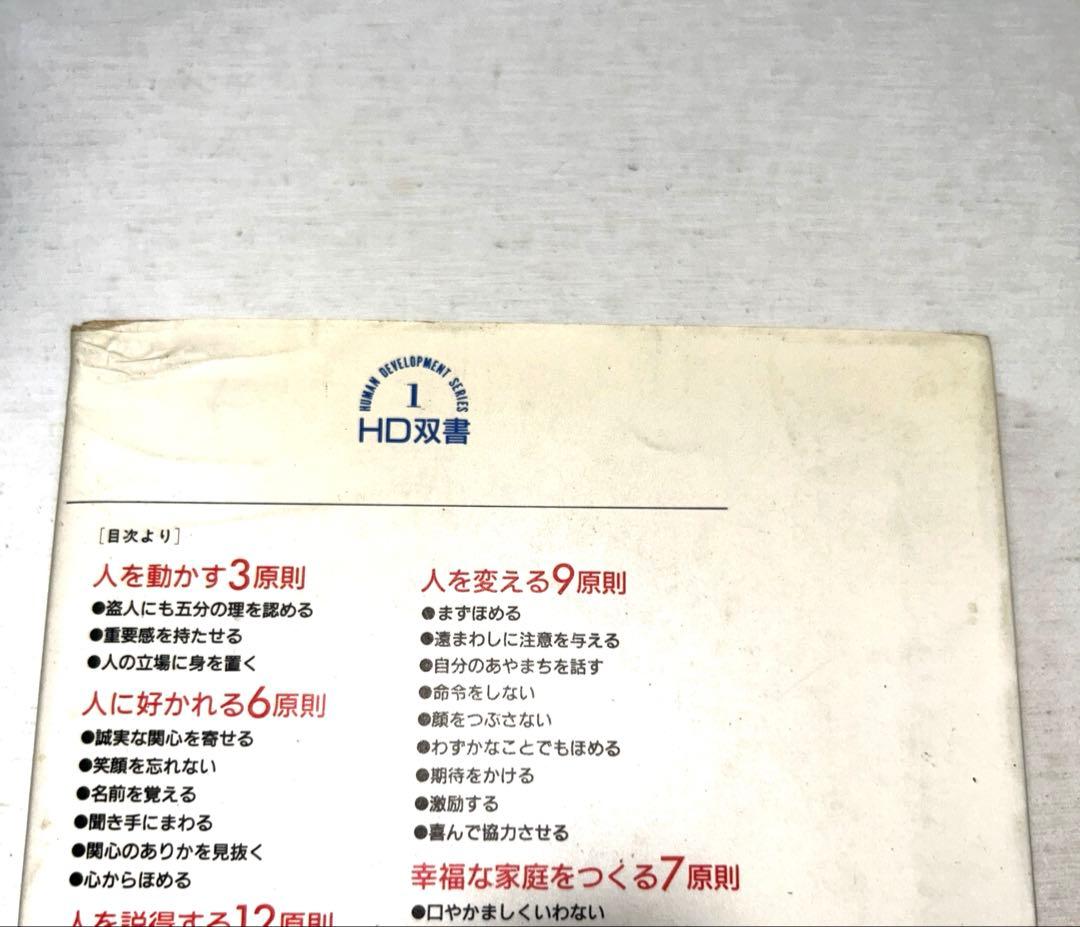 HUMAN DEVELOPMENT SERIES
1
HD双書
[目次より]
人を動かす3原則
●盗人にも五分の理を認める
●重要感を持たせる
●人の立場に身を置く
人に好かれる6原則
●誠実な関心を寄せる
●笑顔を忘れない
●名前を覚える
●聞き手にまわる
●関心のありかを見抜く
●心からほめる
人を説得する12原則
人を変える9原則
●まずほめる
●遠まわしに注意を与える
●自分のあやまちを話す
●命令をしない
●顔をつぶさない
●わずかなことでもほめる
●期待をかける
●激励する
●喜んで協力させる
幸福な家庭をつくる7原則
●口やかましくいわない